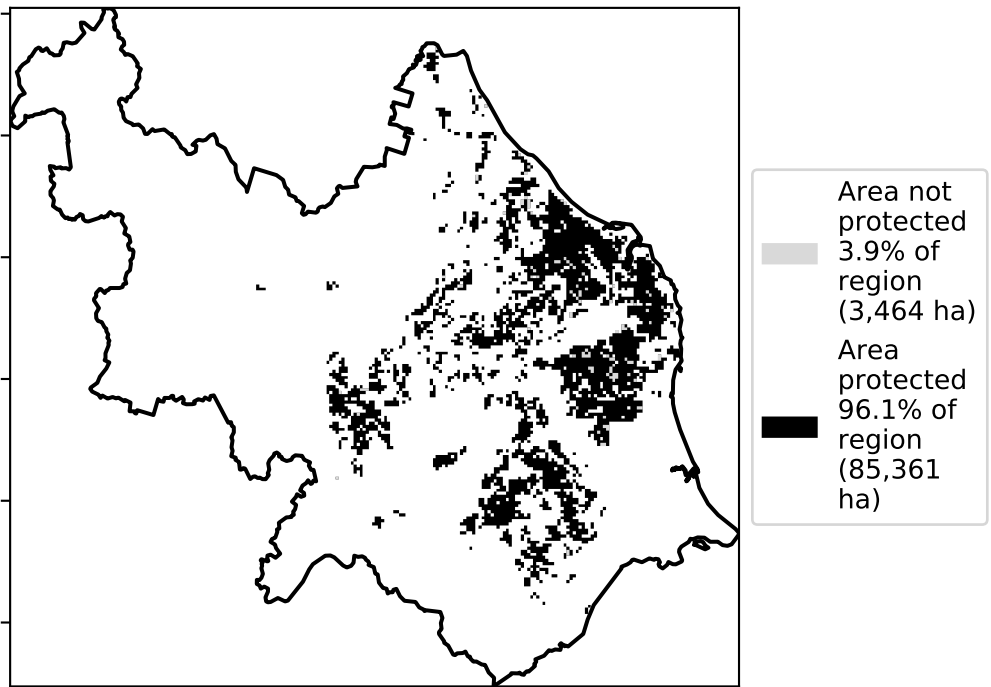 Area not
protected
3.9% of
region
(3,464 ha)
Area
protected
96.1% of
region
(85,361
ha)